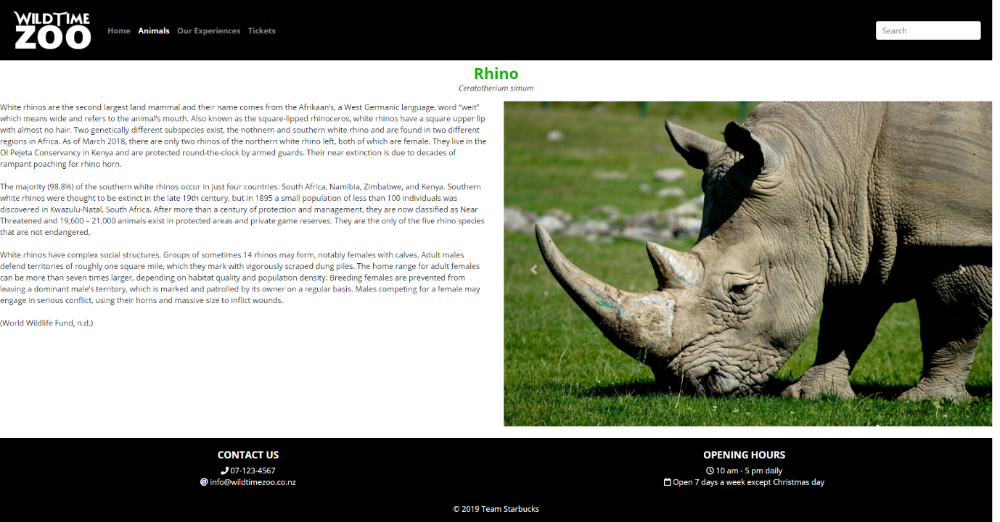 WILDTIME
ZOO
Home Animals Our Experiences Tickets
Search
Rhino
Ceratotherium simum
White rhinos are the second largest land mammal and their name comes from the Afrikaan's, a West Germanic language, word “weit”
which means wide and refers to the animal's mouth. Also known as the square-lipped rhinoceros, white rhinos have a square upper lip
with almost no hair. Two genetically different subspecies exist, the nothnern and southern white rhino and are found in two different
regions in Africa. As of March 2018, there are only two rhinos of the northern white rhino left, both of which are female. They live in the
Ol Pejeta Conservancy in Kenya and are protected round-the-clock by armed guards. Their near extinction is due to decades of
rampant poaching for rhino horn.
The majority (98.8%) of the southern white rhinos occur in just four countries: South Africa, Namibia, Zimbabwe, and Kenya. Southern
white rhinos were thought to be extinct in the late 19th century, but in 1895 a small population of less than 100 individuals was
discovered in Kwazulu-Natal, South Africa. After more than a century of protection and management, they are now classified as Near
Threatened and 19,600 – 21,000 animals exist in protected areas and private game reserves. They are the only of the five rhino species
that are not endangered.
White rhinos have complex social structures. Groups of sometimes 14 rhinos may form, notably females with calves. Adult males
defend territories of roughly one square mile, which they mark with vigorously scraped dung piles. The home range for adult females
can be more than seven times larger, depending on habitat quality and population density. Breeding females are prevented from
leaving a dominant male's territory, which is marked and patrolled by its owner on a regular basis. Males competing for a female may
engage in serious conflict, using their horns and massive size to inflict wounds.
(World Wildlife Fund, n.d.)
CONTACT US
07-123-4567
info@wildtimezoo.co.nz
OPENING HOURS
10 am - 5 pm daily
Open 7 days a week except Christmas day
© 2019 Team Starbucks